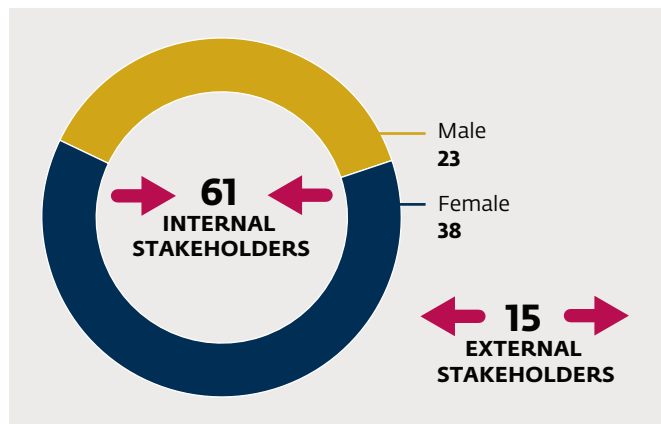 Male
23
Female
38
61
INTERNAL
STAKEHOLDERS
15
EXTERNAL
STAKEHOLDERS